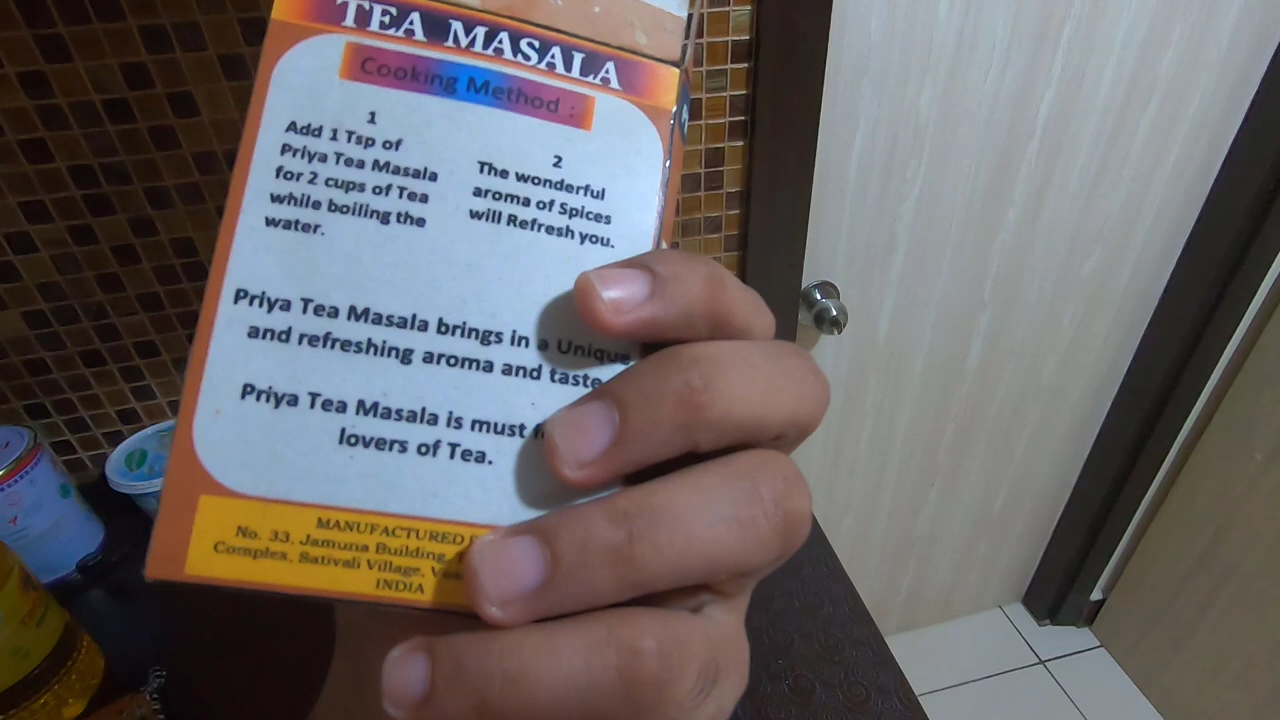 TEA MASALA
Cooking Method :
1
Add 1 Tsp of
Priya Tea Masala
for 2 cups of Tea
while boiling the
water.
2
The wonderful
aroma of Spices
will Refresh you.
Priya Tea Masala brings in a Unique
and refreshing aroma and taste
Priya Tea Masala is must
lovers of Tea.
MANUFACTURED
No. 33, Jamuna Building,
Complex, Sativali Village,
INDIA